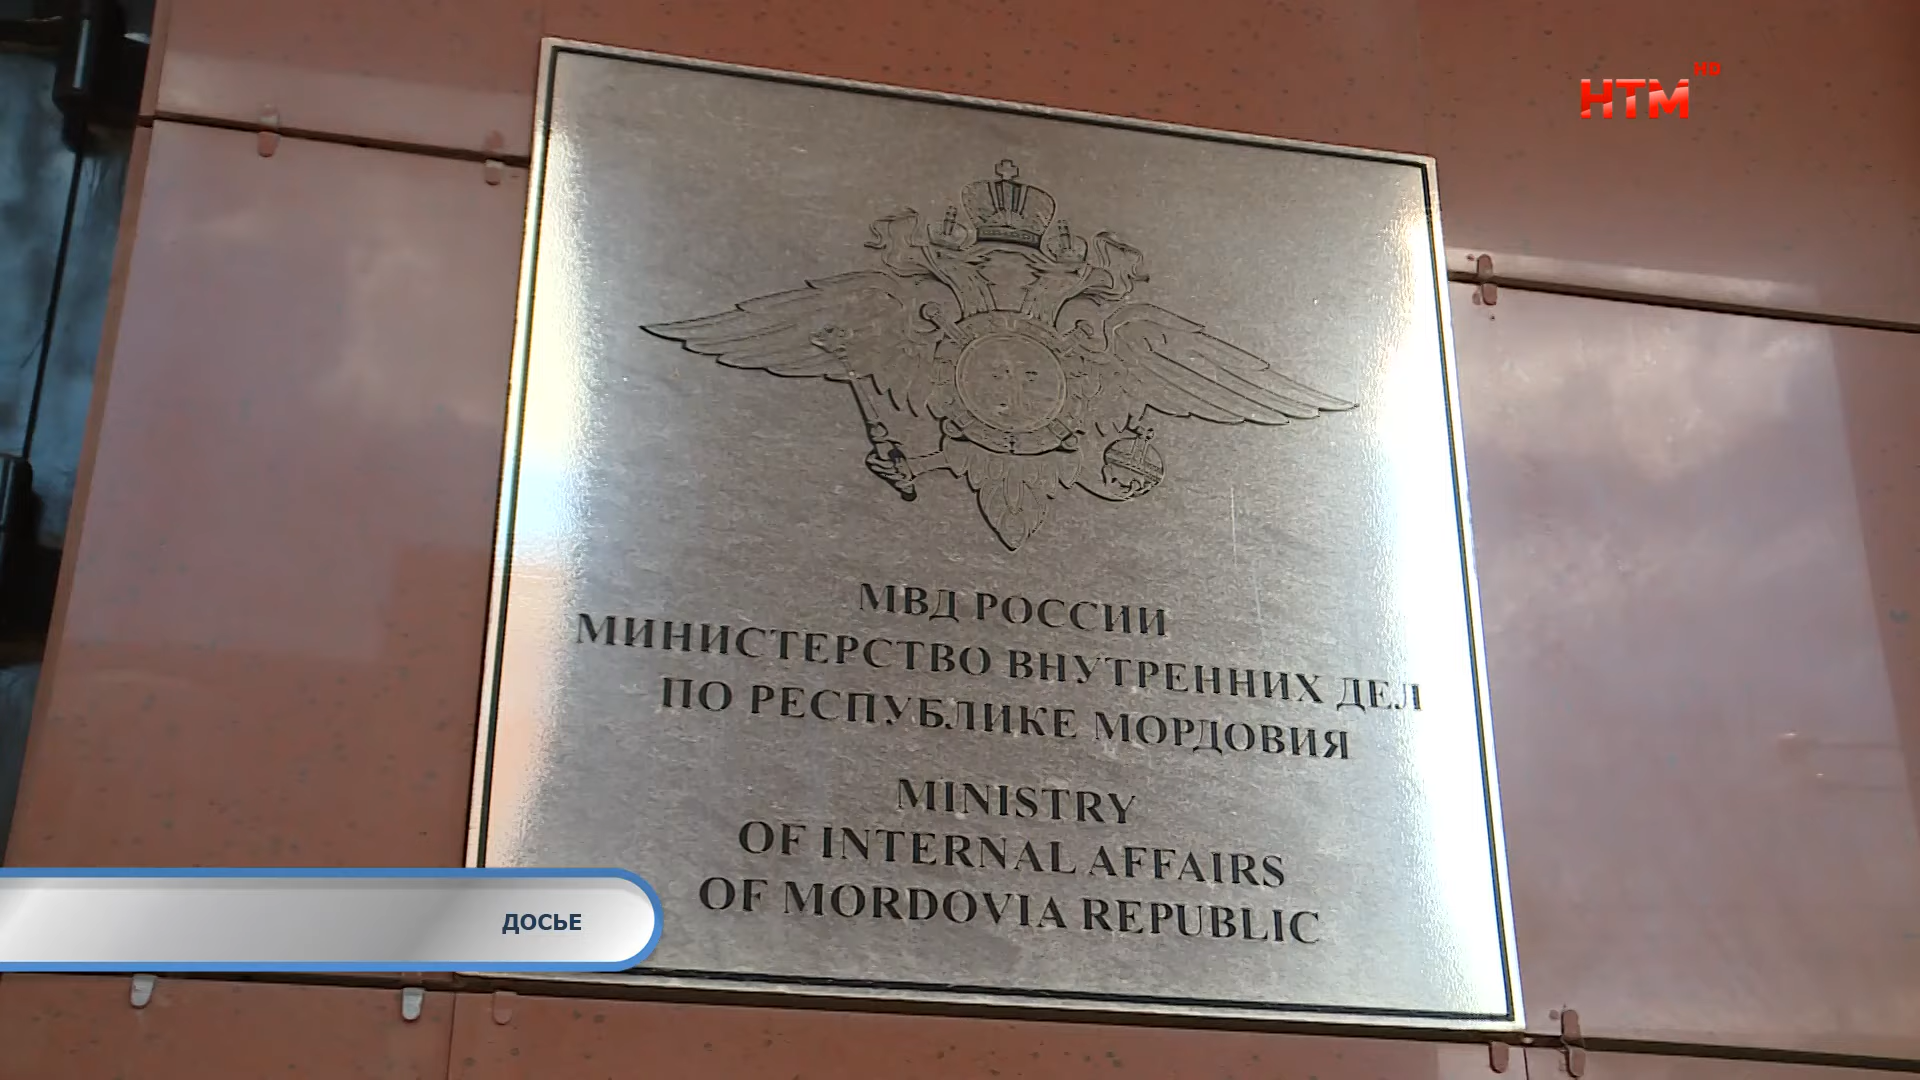 НТМ HD
МВД РОССИИ
МИНИСТЕРСТВО ВНУТРЕННИХ ДЕЛ
ПО РЕСПУБЛИКЕ МОРДОВИЯ
MINISTRY
OF INTERNAL AFFAIRS
OF MORDOVIA REPUBLIC
ДОСЬЕ